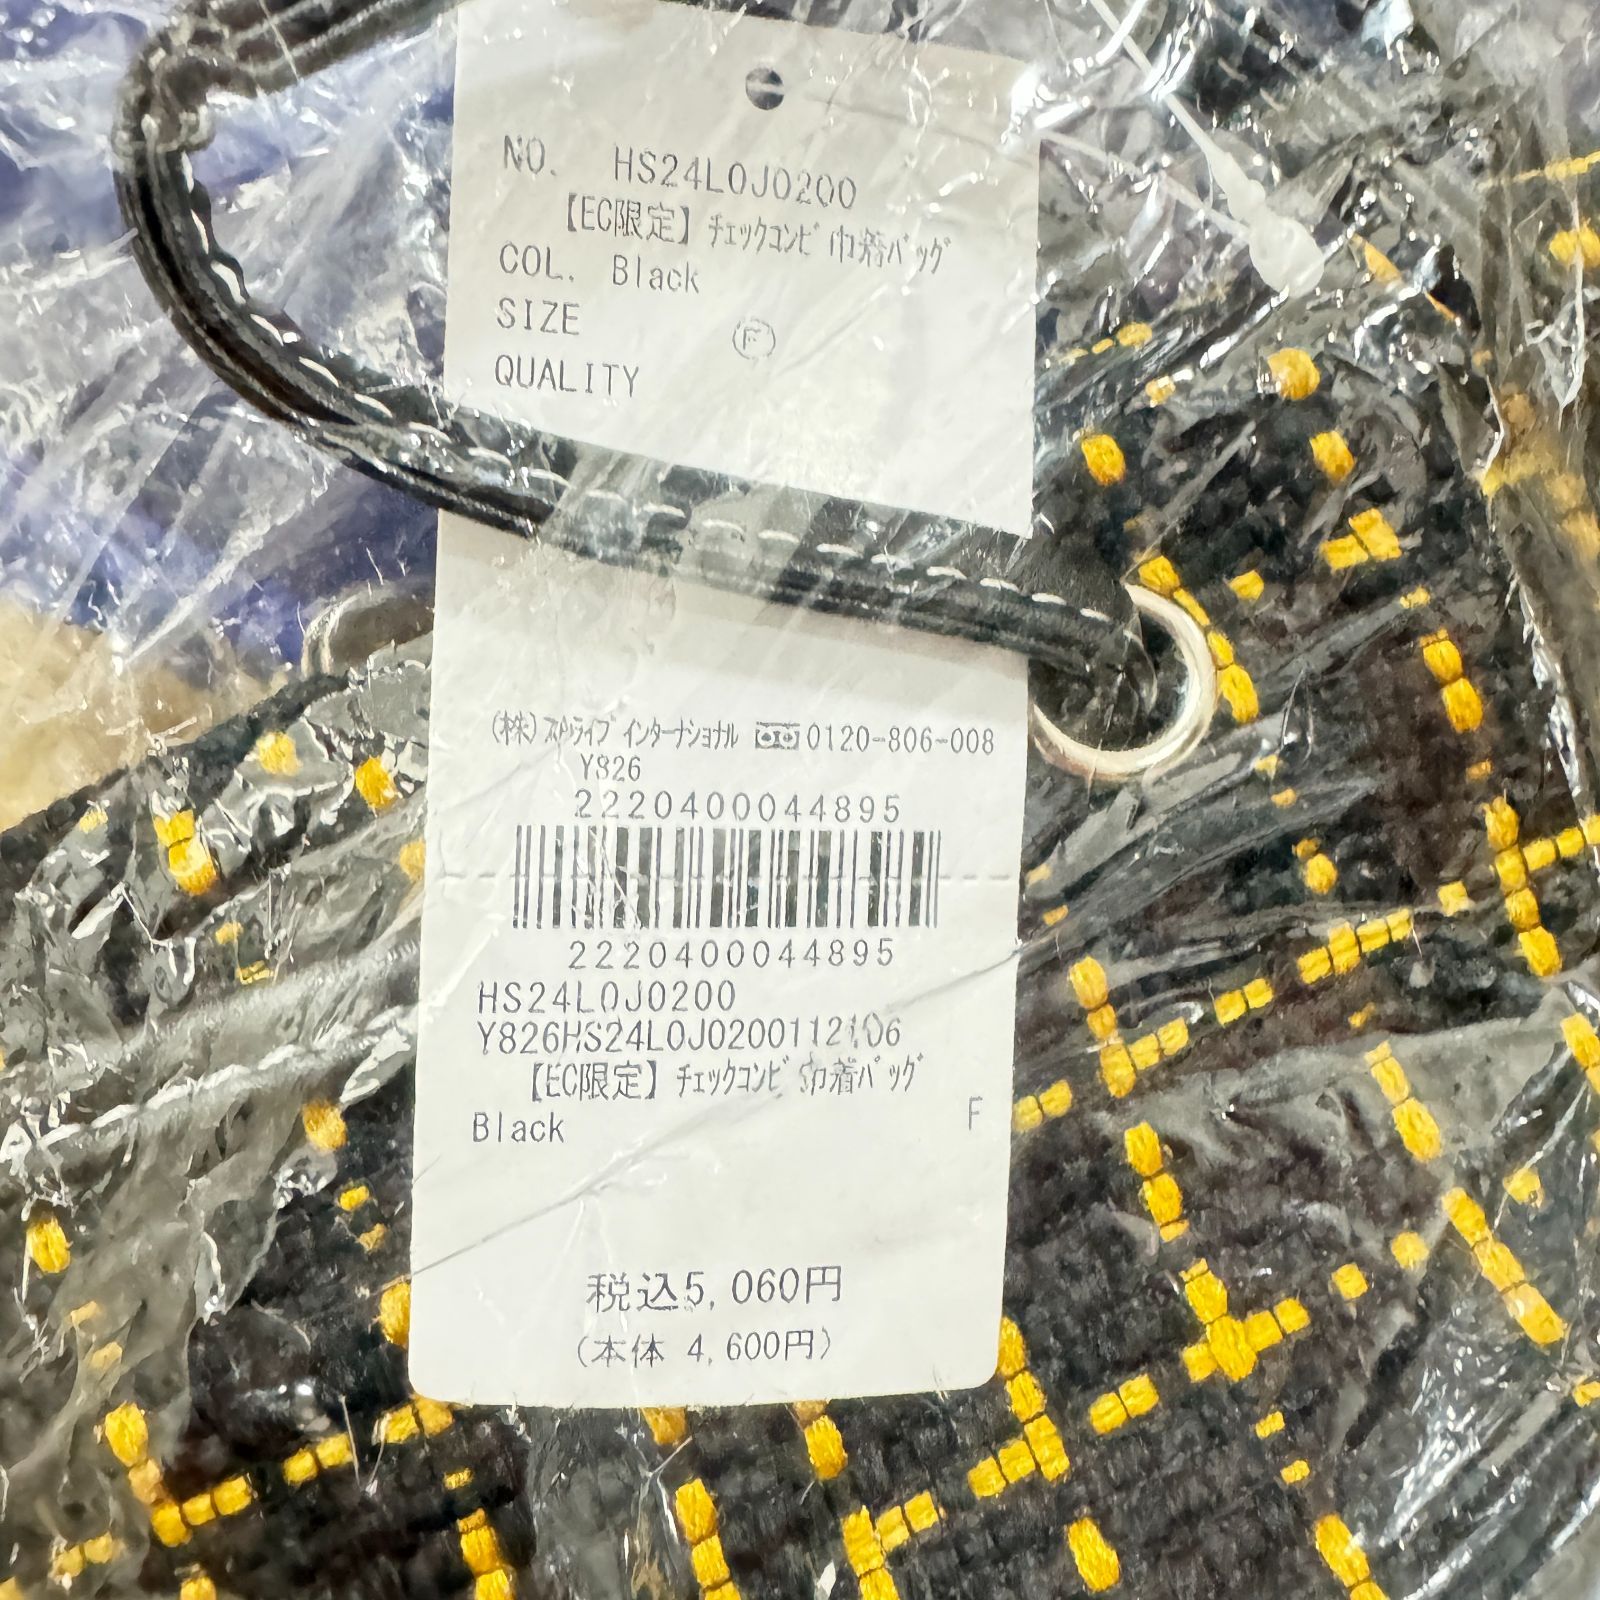 NO. HS24L0J0200
【EC限定】チェックコンビ巾着バッグ
COL. Black
SIZE Ⓕ
QUALITY
(株)ストライプ インターナショナル 0120-806-008
Y826
2220400044895
2220400044895
HS24L0J0200
Y826HS24L0J0200112106
【EC限定】チェックコンビ巾着バッグ
Black F
税込5,060円
(本体 4,600円)